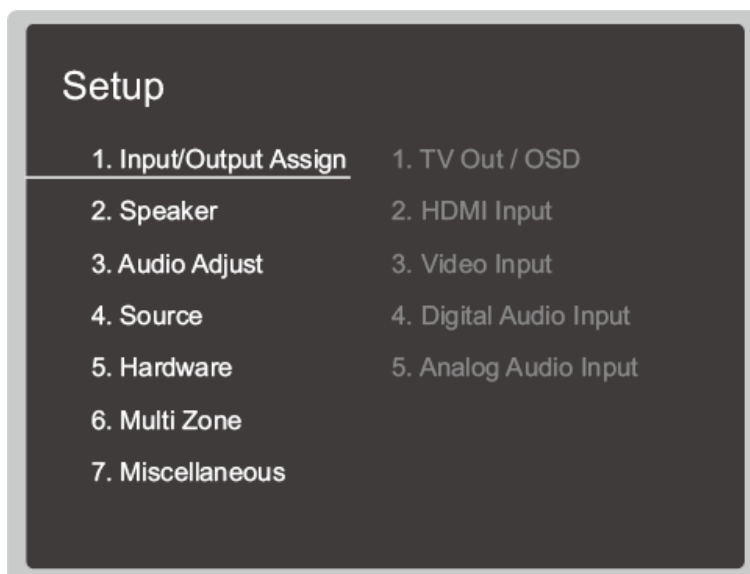 Setup
1. Input/Output Assign
2. Speaker
3. Audio Adjust
4. Source
5. Hardware
6. Multi Zone
7. Miscellaneous
1. TV Out / OSD
2. HDMI Input
3. Video Input
4. Digital Audio Input
5. Analog Audio Input